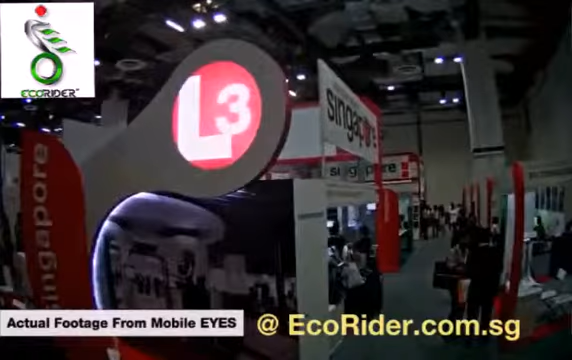 ECORIDER
L3
singapore
singapore
singapore
Actual Footage From Mobile EYES
@ EcoRider.com.sg